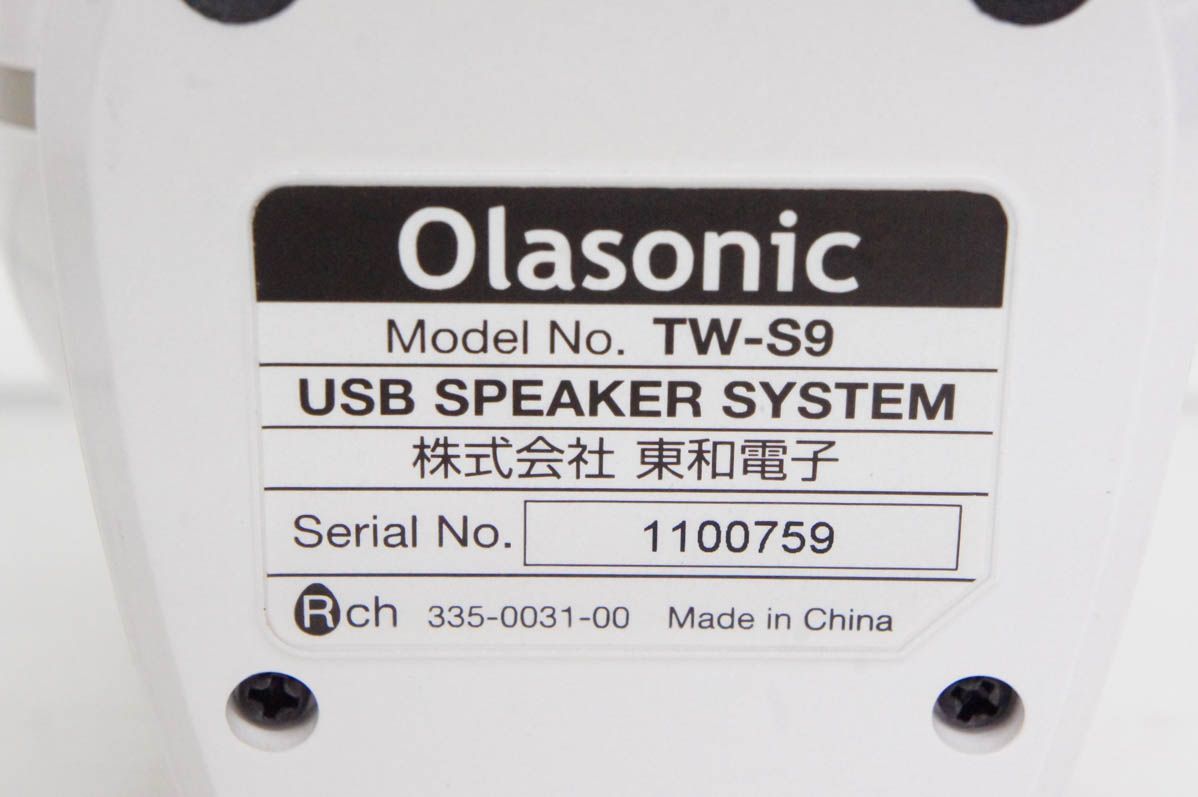 Olasonic
Model No. TW-S9
USB SPEAKER SYSTEM
株式会社 東和電子
Serial No. 1100759
Rch 335-0031-00 Made in China